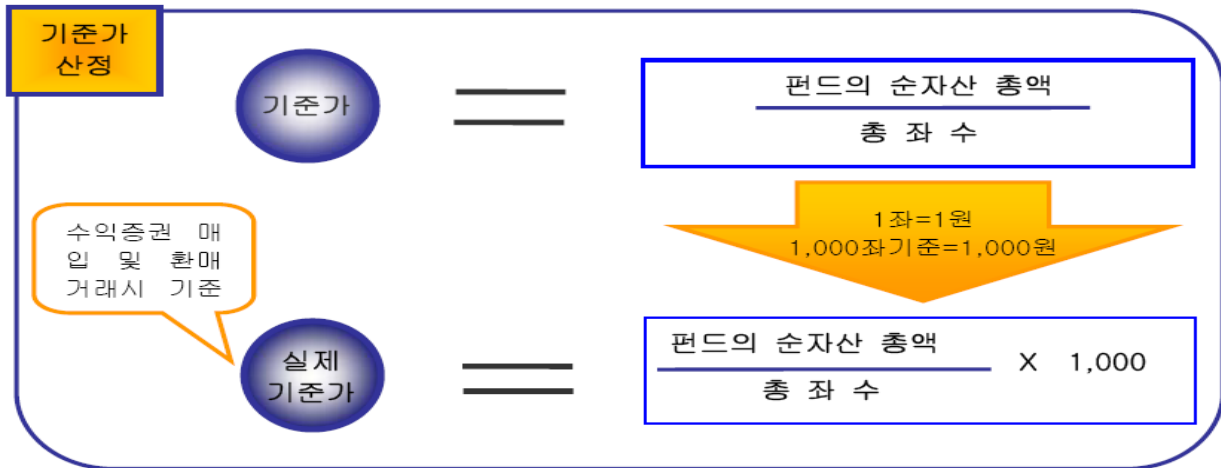 기준가
산정
기준가
펀드의 순자산 총액
총 좌 수
1좌=1원
1,000좌기준=1,000원
수익증권 매
입 및 환매
거래시 기준
실제
기준가
펀드의 순자산 총액
총 좌 수
X 1,000